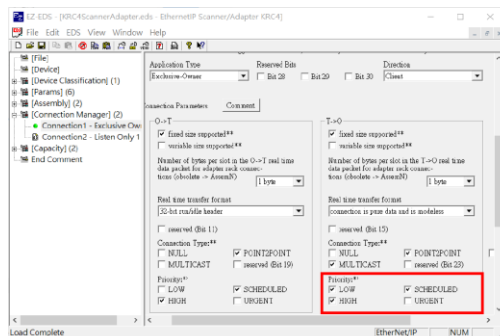 EZ-EDS - [KRC4ScannerAdapter.eds - EthernetIP Scanner/Adapter KRC4]
File Edit EDS View Window Help
[File]
[Device]
[Device Classification] (1)
[Params] (6)
[Assembly] (2)
[Connection Manager] (2)
Connection1 - Exclusive Own
Connection2 - Listen Only 1
[Capacity] (2)
End Comment
Application Type Reserved Bits Direction
Exclusive-Owner Bit 28 Bit 29 Bit 30 Client
onnection Parameters Comment
O->T
fixed size supported**
variable size supported**
Number of bytes per slot in the O->T real time
data packet for adapter rack connec-
tions (obsolete -> AssemN) 1 byte
Real time transfer format
32-bit run/idle header
reserved (Bit 11)
Connection Type:**
NULL POINT2POINT
MULTICAST reserved (Bit 19)
Priority:**
LOW SCHEDULED
HIGH URGENT
T->O
fixed size supported**
variable size supported**
Number of bytes per slot in the T->O real time
data packet for adapter rack connec-
tions (obsolete -> AssemN) 1 byte
Real time transfer format
connection is pure data and is modeless
reserved (Bit 15)
Connection Type:**
NULL POINT2POINT
MULTICAST reserved (Bit 23)
Priority:**
LOW SCHEDULED
HIGH URGENT
Load Complete EtherNet/IP NUM